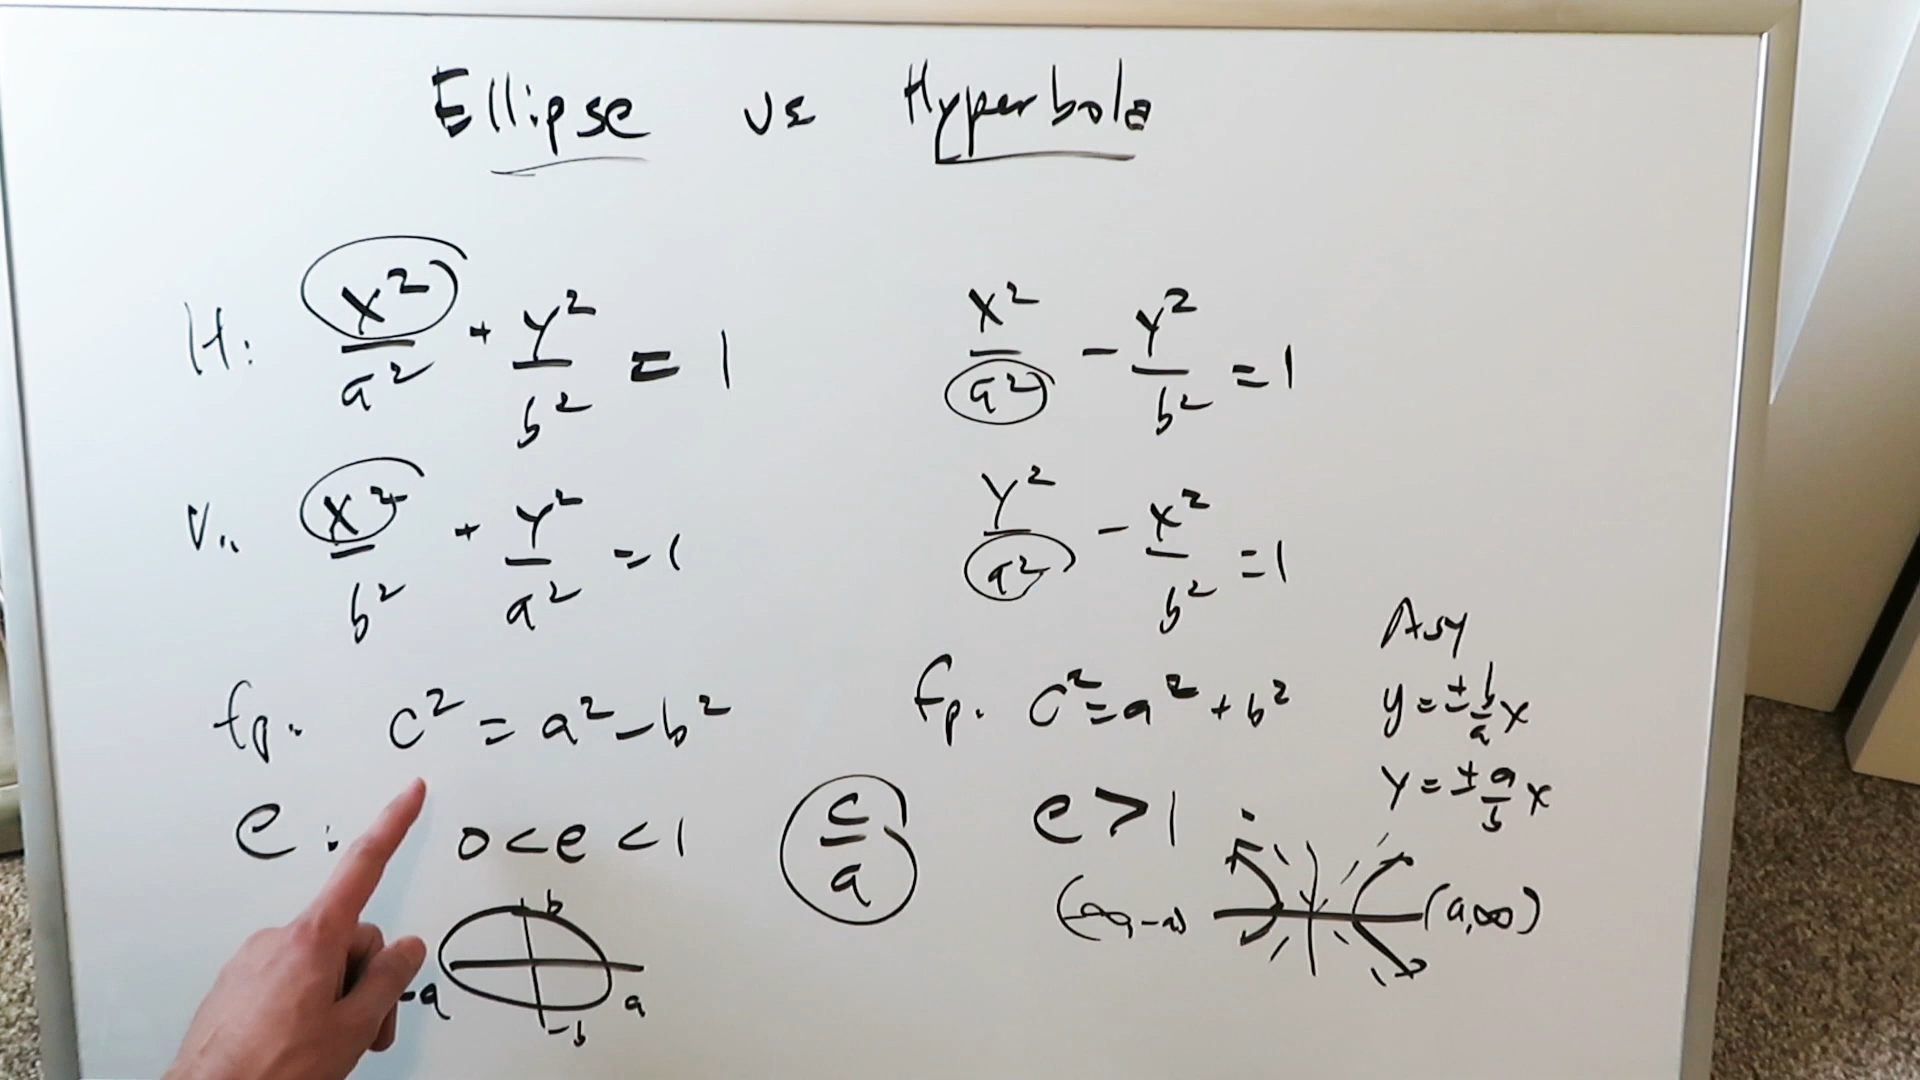 Ellipse vs Hyperbola
H: x²/a² + y²/b² = 1
x²/a² - y²/b² = 1
V: x²/b² + y²/a² = 1
y²/a² - x²/b² = 1
fp. c² = a² - b²
fp. c² = a² + b²
Asy
y = ± b/a x
y = ± a/b x
e: 0 < e < 1
c/a
e > 1
b
-a
a
-b
(-∞, -a)
(a, ∞)